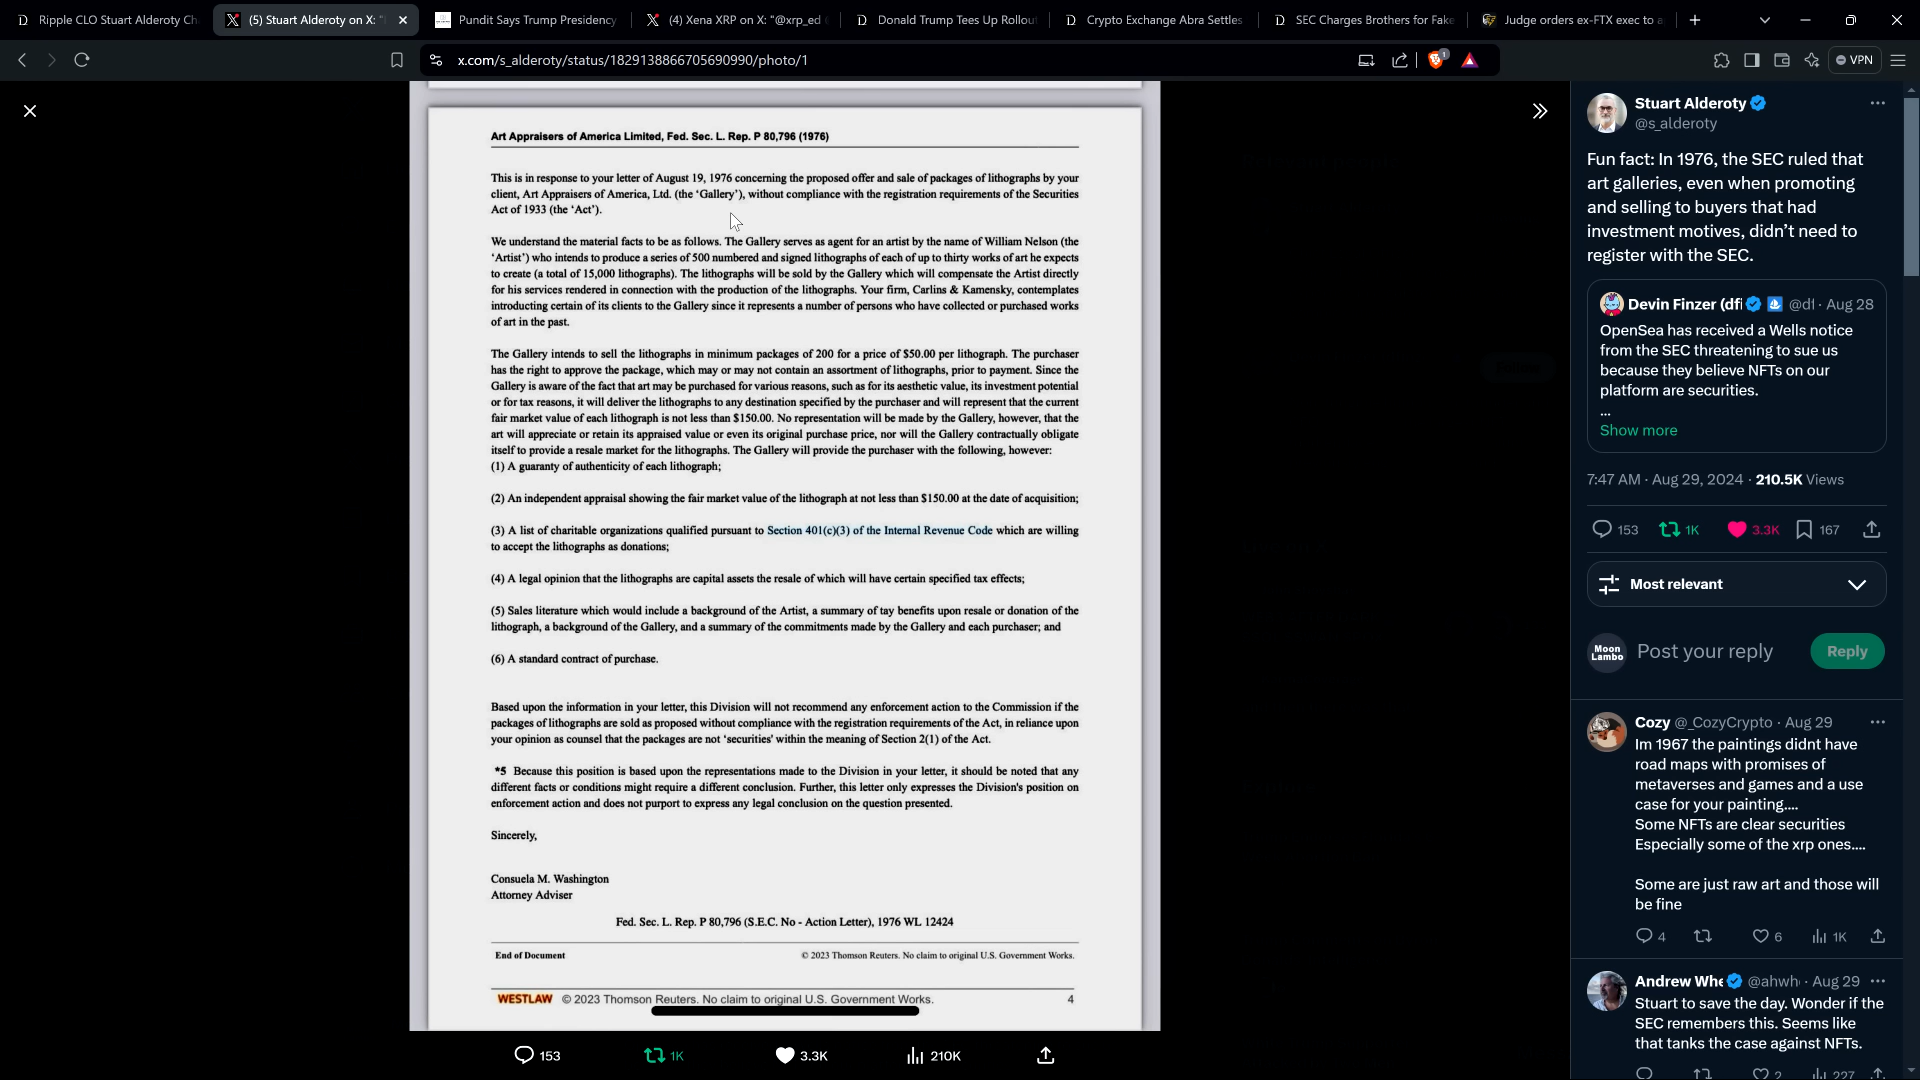 Ripple CLO Stuart Alderoty Ch
(5) Stuart Alderoty on X: "
Pundit Says Trump Presidency
(4) Xena XRP on X: "@xrp_ed
Donald Trump Tees Up Rollout
Crypto Exchange Abra Settles
SEC Charges Brothers for Fake
Judge orders ex-FTX exec to a
x.com/s_alderoty/status/1829138866705690990/photo/1
1
VPN
Art Appraisers of America Limited, Fed. Sec. L. Rep. P 80,796 (1976)
This is in response to your letter of August 19, 1976 concerning the proposed offer and sale of packages of lithographs by your
client, Art Appraisers of America, Ltd. (the ‘Gallery’), without compliance with the registration requirements of the Securities
Act of 1933 (the ‘Act’).
We understand the material facts to be as follows. The Gallery serves as agent for an artist by the name of William Nelson (the
‘Artist’) who intends to produce a series of 500 numbered and signed lithographs of each of up to thirty works of art he expects
to create (a total of 15,000 lithographs). The lithographs will be sold by the Gallery which will compensate the Artist directly
for his services rendered in connection with the production of the lithographs. Your firm, Carlins & Kamensky, contemplates
introducing certain of its clients to the Gallery since it represents a number of persons who have collected or purchased works
of art in the past.
The Gallery intends to sell the lithographs in minimum packages of 200 for a price of $50.00 per lithograph. The purchaser
has the right to approve the package, which may or may not contain an assortment of lithographs, prior to payment. Since the
Gallery is aware of the fact that art may be purchased for various reasons, such as for its aesthetic value, its investment potential
or for tax reasons, it will deliver the lithographs to any destination specified by the purchaser and will represent that the current
fair market value of each lithograph is not less than $150.00. No representation will be made by the Gallery, however, that the
art will appreciate or retain its appraised value or even its original purchase price, nor will the Gallery contractually obligate
itself to provide a resale market for the lithographs. The Gallery will provide the purchaser with the following, however:
(1) A guaranty of authenticity of each lithograph;
(2) An independent appraisal showing the fair market value of the lithograph at not less than $150.00 at the date of acquisition;
(3) A list of charitable organizations qualified pursuant to Section 401(c)(3) of the Internal Revenue Code which are willing
to accept the lithographs as donations;
(4) A legal opinion that the lithographs are capital assets the resale of which will have certain specified tax effects;
(5) Sales literature which would include a background of the Artist, a summary of tay benefits upon resale or donation of the
lithograph, a background of the Gallery, and a summary of the commitments made by the Gallery and each purchaser; and
(6) A standard contract of purchase.
Based upon the information in your letter, this Division will not recommend any enforcement action to the Commission if the
packages of lithographs are sold as proposed without compliance with the registration requirements of the Act, in reliance upon
your opinion as counsel that the packages are not ‘securities’ within the meaning of Section 2(1) of the Act.
*5 Because this position is based upon the representations made to the Division in your letter, it should be noted that any
different facts or conditions might require a different conclusion. Further, this letter only expresses the Division's position on
enforcement action and does not purport to express any legal conclusion on the question presented.
Sincerely,
Consuela M. Washington
Attorney Adviser
Fed. Sec. L. Rep. P 80,796 (S.E.C. No - Action Letter), 1976 WL 12424
End of Document
© 2023 Thomson Reuters. No claim to original U.S. Government Works.
WESTLAW © 2023 Thomson Reuters. No claim to original U.S. Government Works. 4
153 1K 3.3K 210K
Stuart Alderoty
@s_alderoty
Fun fact: In 1976, the SEC ruled that
art galleries, even when promoting
and selling to buyers that had
investment motives, didn’t need to
register with the SEC.
Devin Finzer (dfi @df · Aug 28
OpenSea has received a Wells notice
from the SEC threatening to sue us
because they believe NFTs on our
platform are securities.
...
Show more
7:47 AM · Aug 29, 2024 · 210.5K Views
153 1K 3.3K 167
Most relevant
Moon
Lambo
Post your reply
Reply
Cozy @_CozyCrypto · Aug 29
Im 1967 the paintings didnt have
road maps with promises of
metaverses and games and a use
case for your painting....
Some NFTs are clear securities
Especially some of the xrp ones....
Some are just raw art and those will
be fine
4 6 1K
Andrew Whe @ahwh · Aug 29
Stuart to save the day. Wonder if the
SEC remembers this. Seems like
that tanks the case against NFTs.
2 227